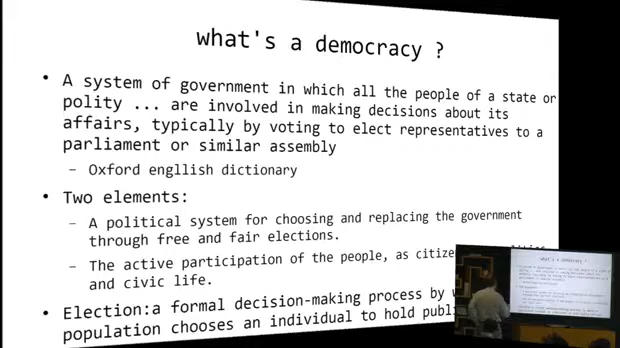 what's a democracy ?
• A system of government in which all the people of a state or
polity ... are involved in making decisions about its
affairs, typically by voting to elect representatives to a
parliament or similar assembly
– Oxford engllish dictionary
• Two elements:
– A political system for choosing and replacing the government
through free and fair elections.
– The active participation of the people, as
and civic life.
• Election:a formal decision-making process by
population chooses an individual to hold
what's a democracy ?